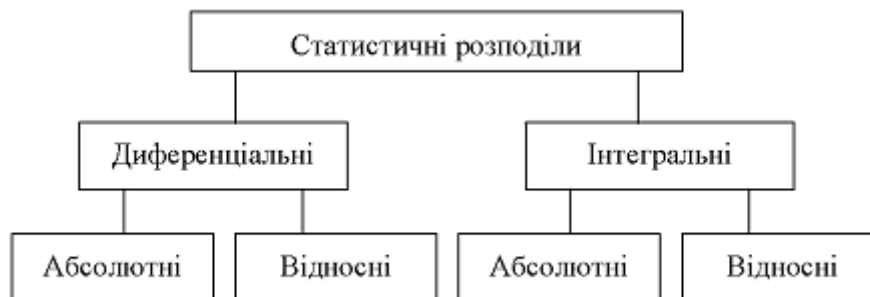 Статистичні розподіли
Диференціальні
Інтегральні
Абсолютні
Відносні
Абсолютні
Відносні